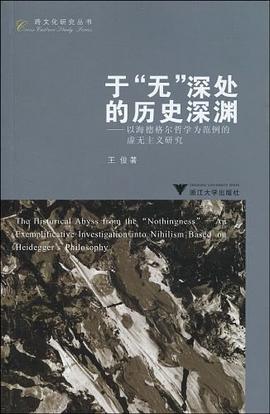 跨文化研究丛书
Cross Culture Study Series
于“无”深处
的历史深渊
——以海德格尔哲学为范例的
虚无主义研究
王 俊 著
浙江大学出版社
The Historical Abyss from the "Nothingness" — An
Exemplificative Investigation into Nihilism Based on
Heidegger's Philosophy